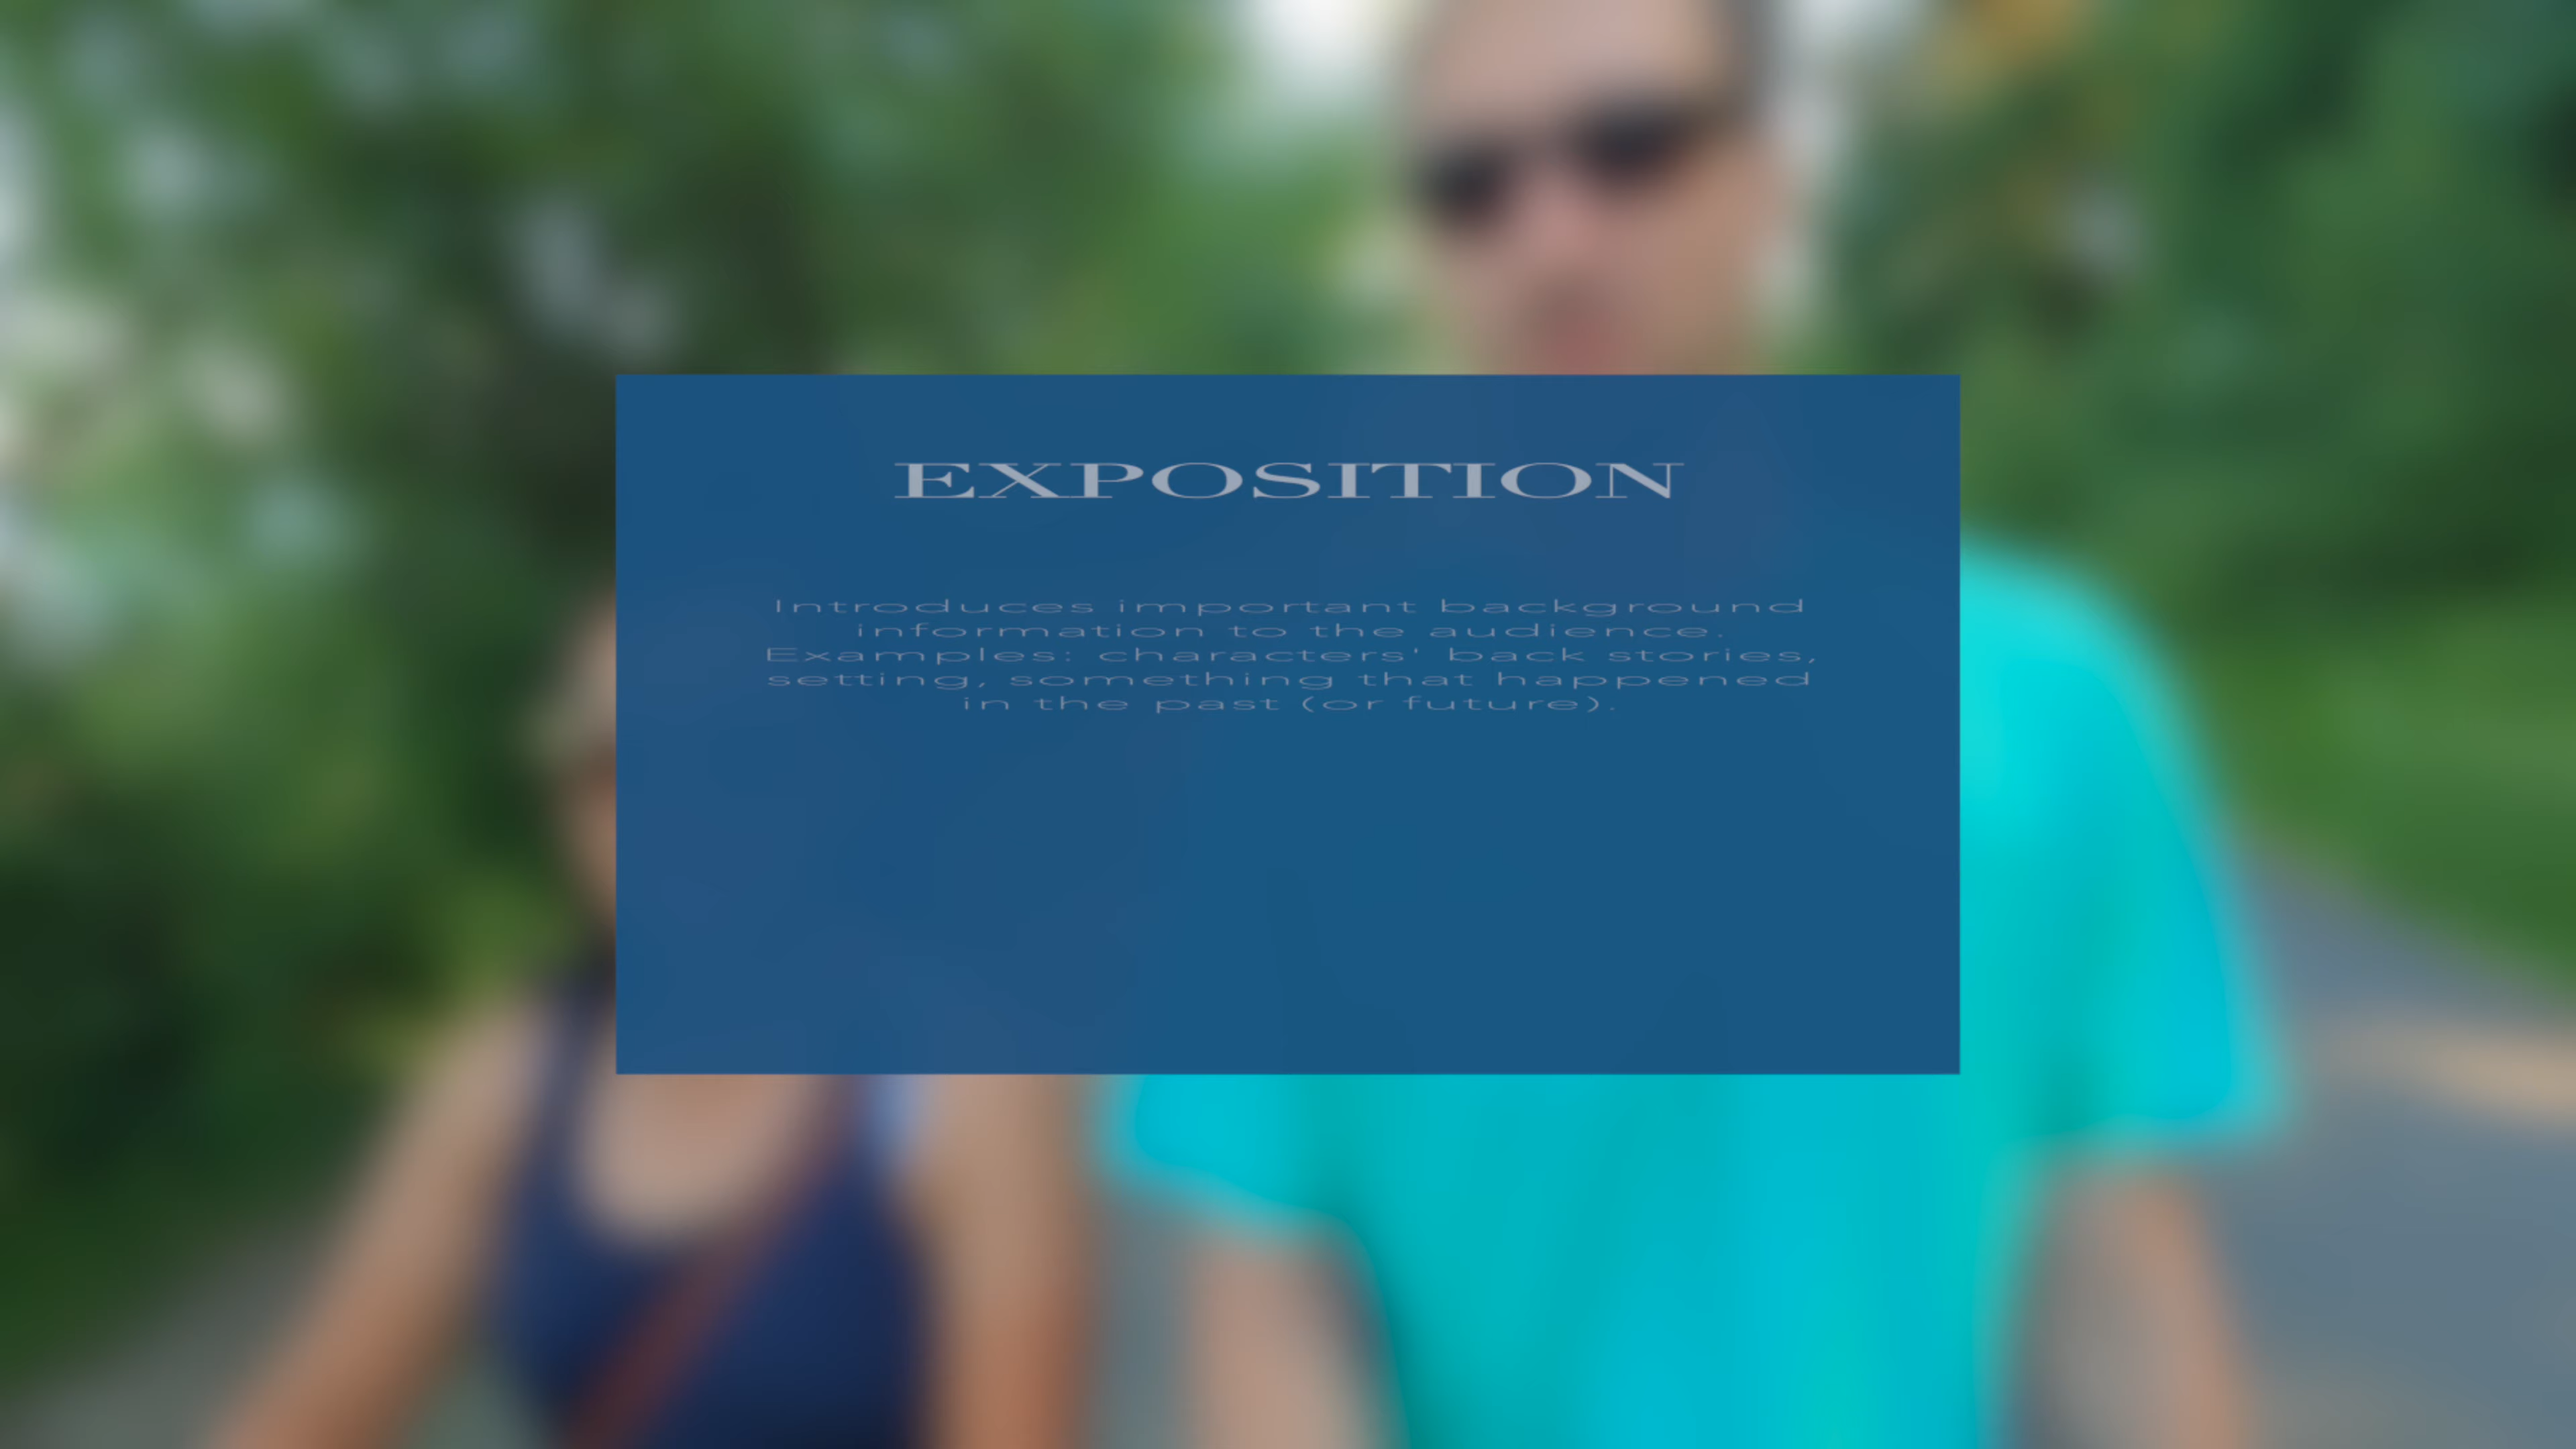 EXPOSITION
Introduces important background
information to the audience.
Examples: characters' back stories,
setting, something that happened
in the past (or future).